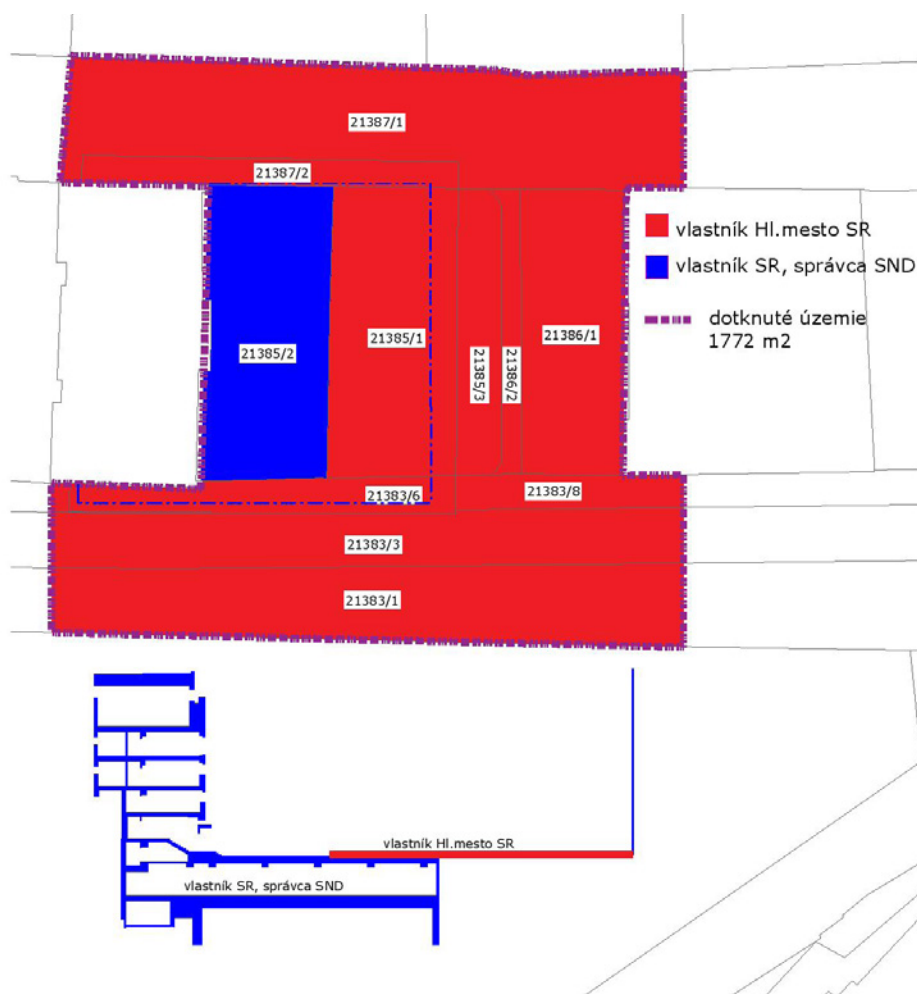 21387/1
21387/2
vlastník Hl.mesto SR
vlastník SR, správca SND
dotknuté územie
1772 m2
21385/2
21385/1
21385/3
21386/2
21386/1
21383/6
21383/8
21383/3
21383/1
vlastník Hl.mesto SR
vlastník SR, správca SND